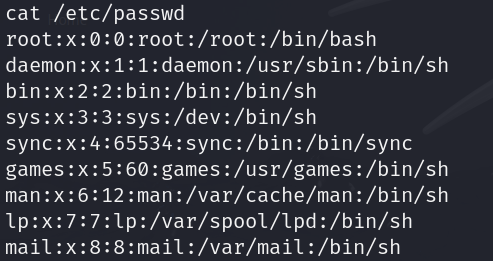 cat /etc/passwd
root:x:0:0:root:/root:/bin/bash
daemon:x:1:1:daemon:/usr/sbin:/bin/sh
bin:x:2:2:bin:/bin:/bin/sh
sys:x:3:3:sys:/dev:/bin/sh
sync:x:4:65534:sync:/bin:/bin/sync
games:x:5:60:games:/usr/games:/bin/sh
man:x:6:12:man:/var/cache/man:/bin/sh
lp:x:7:7:lp:/var/spool/lpd:/bin/sh
mail:x:8:8:mail:/var/mail:/bin/sh